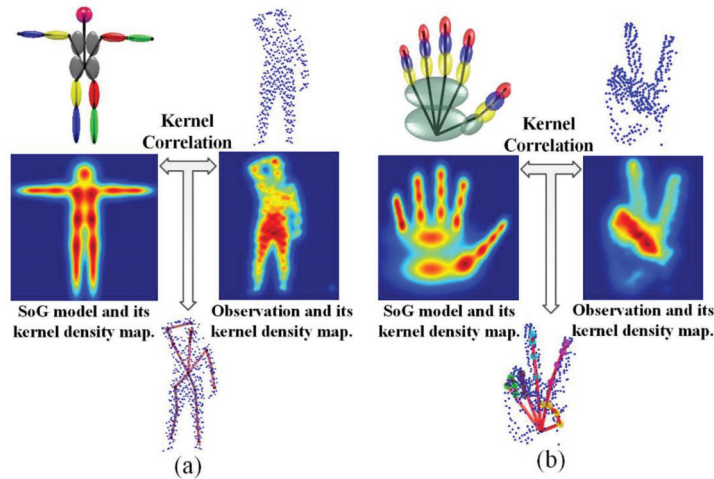 Kernel
Correlation
SoG model and its
kernel density map.
Observation and its
kernel density map.
(a)
Kernel
Correlation
SoG model and its
kernel density map.
Observation and its
kernel density map.
(b)